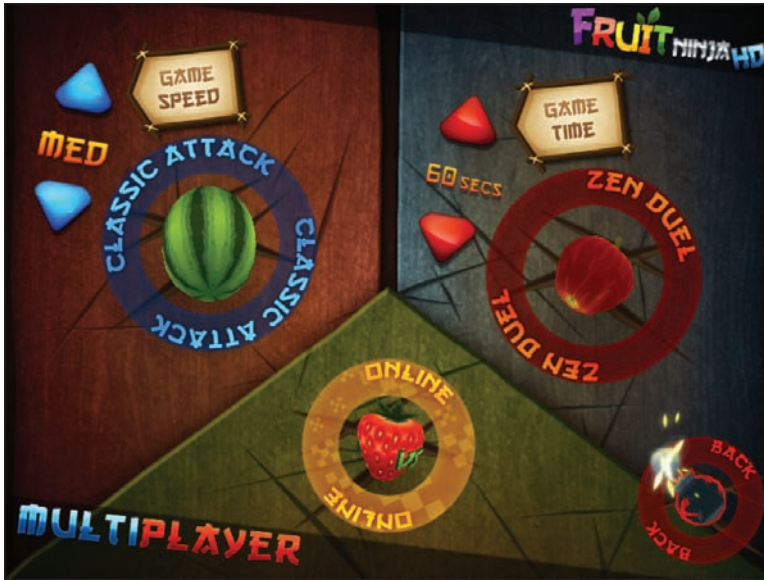 FRUIT NINJA HD
GAME
SPEED
MED
CLASSIC ATTACK
CLASSIC ATTACK
GAME
TIME
60 SECS
ZEN DUEL
ZEN DUEL
ONLINE
VS
ONLINE
BACK
BACK
MULTIPLAYER